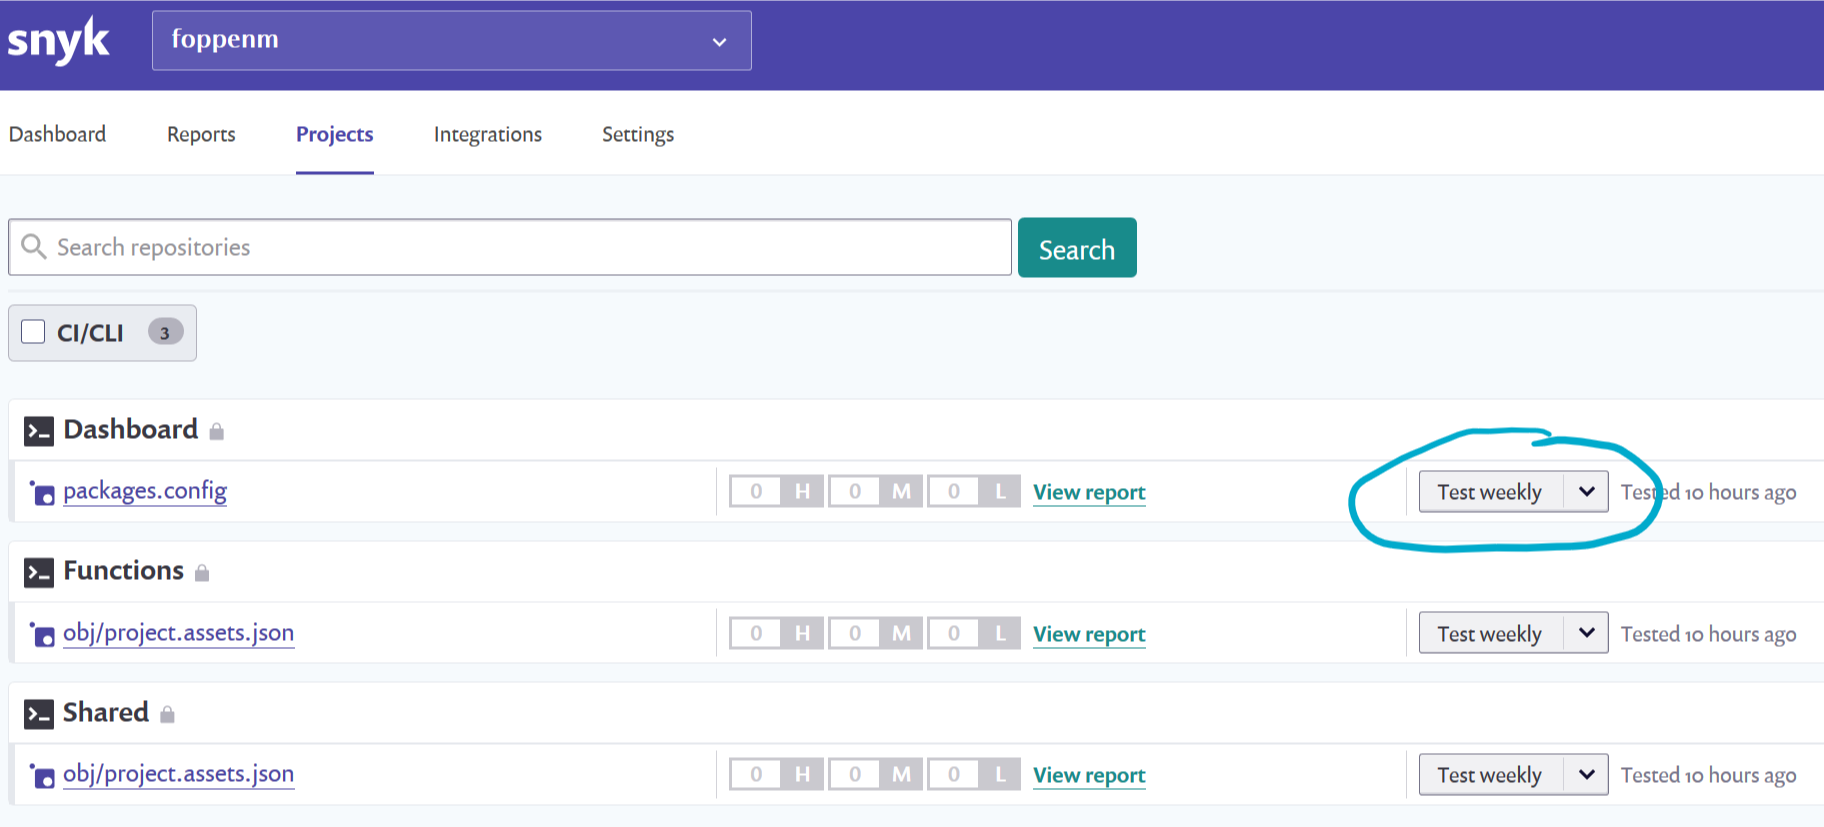 snyk foppenm
Dashboard Reports Projects Integrations Settings
Search repositories Search
CI/CLI 3
Dashboard
packages.config 0 H 0 M 0 L View report Test weekly Tested 10 hours ago
Functions
obj/project.assets.json 0 H 0 M 0 L View report Test weekly Tested 10 hours ago
Shared
obj/project.assets.json 0 H 0 M 0 L View report Test weekly Tested 10 hours ago